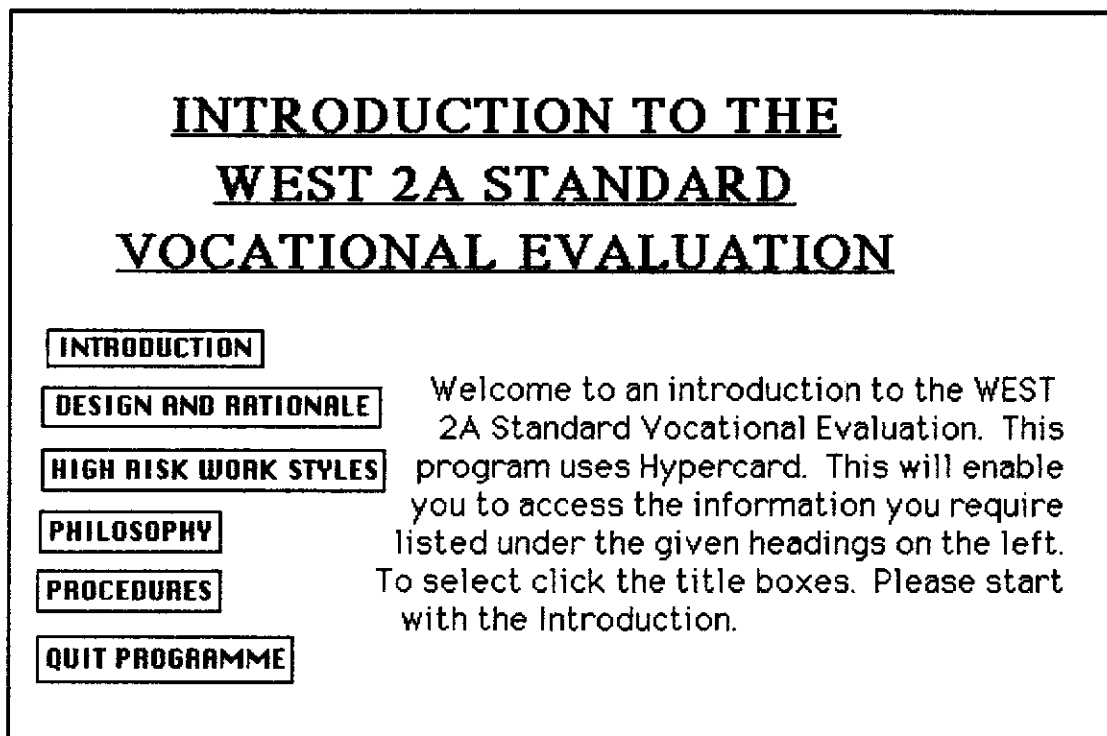 INTRODUCTION TO THE
WEST 2A STANDARD
VOCATIONAL EVALUATION
INTRODUCTION
DESIGN AND RATIONALE
HIGH RISK WORK STYLES
PHILOSOPHY
PROCEDURES
QUIT PROGRAMME
Welcome to an introduction to the WEST
2A Standard Vocational Evaluation. This
program uses Hypercard. This will enable
you to access the information you require
listed under the given headings on the left.
To select click the title boxes. Please start
with the Introduction.